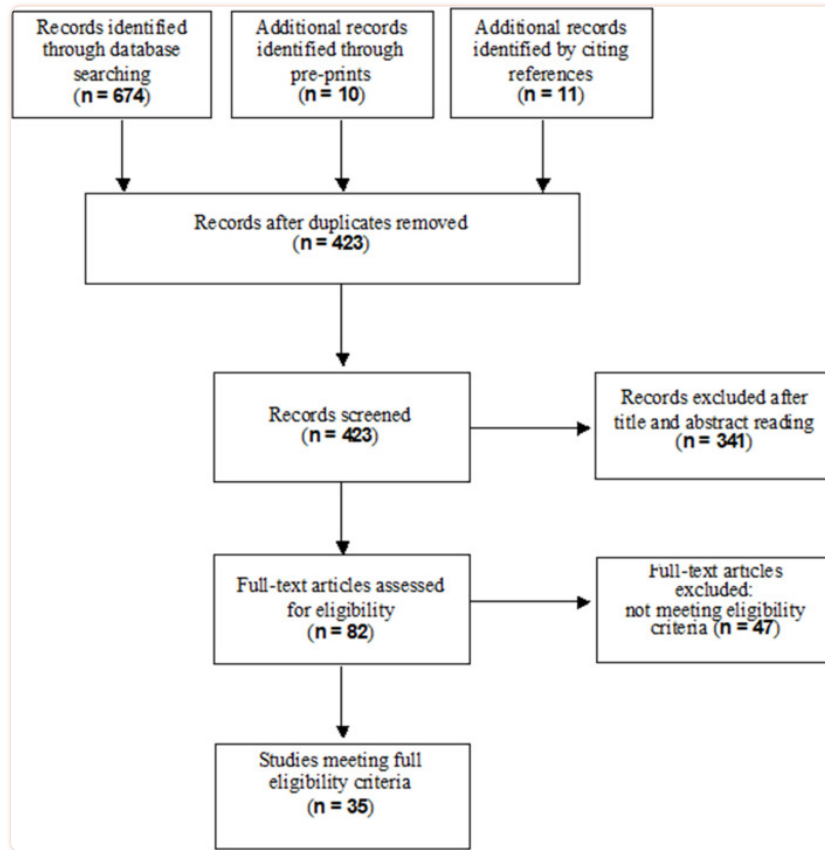 Records identified
through database
searching
(n = 674)
Additional records
identified through
pre-prints
(n = 10)
Additional records
identified by citing
references
(n = 11)
Records after duplicates removed
(n = 423)
Records screened
(n = 423)
Records excluded after
title and abstract reading
(n = 341)
Full-text articles assessed
for eligibility
(n = 82)
Full-text articles
excluded:
not meeting eligibility
criteria (n = 47)
Studies meeting full
eligibility criteria
(n = 35)